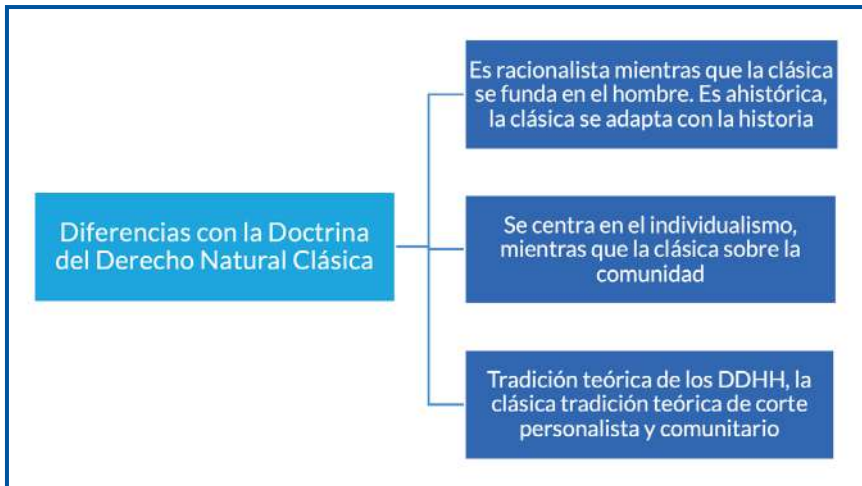 Diferencias con la Doctrina
del Derecho Natural Clásica
Es racionalista mientras que la clásica
se funda en el hombre. Es ahistórica,
la clásica se adapta con la historia
Se centra en el individualismo,
mientras que la clásica sobre la
comunidad
Tradición teórica de los DDHH, la
clásica tradición teórica de corte
personalista y comunitario